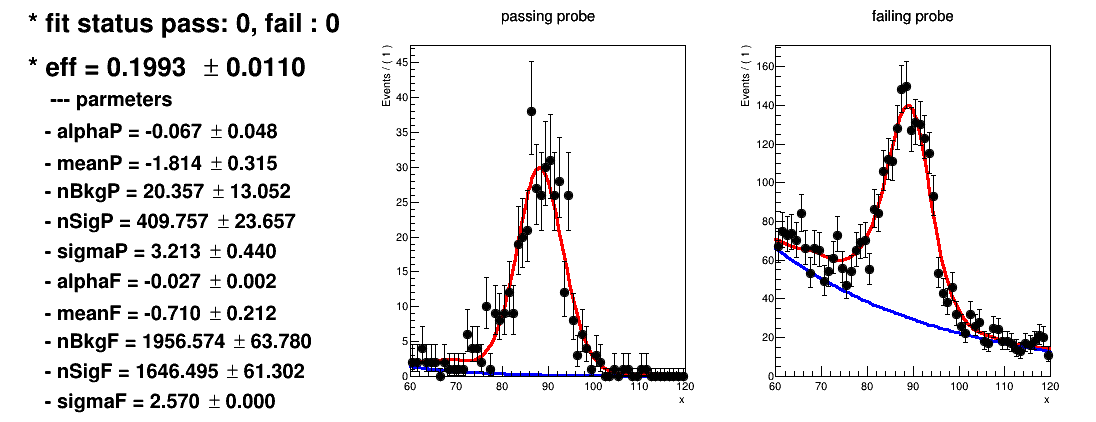 * fit status pass: 0, fail : 0
* eff = 0.1993 ± 0.0110
--- parmeters
- alphaP = -0.067 ± 0.048
- meanP = -1.814 ± 0.315
- nBkgP = 20.357 ± 13.052
- nSigP = 409.757 ± 23.657
- sigmaP = 3.213 ± 0.440
- alphaF = -0.027 ± 0.002
- meanF = -0.710 ± 0.212
- nBkgF = 1956.574 ± 63.780
- nSigF = 1646.495 ± 61.302
- sigmaF = 2.570 ± 0.000
passing probe
Events / ( 1 )
45
40
35
30
25
20
15
10
5
0
60 70 80 90 100 110 120
x
failing probe
Events / ( 1 )
160
140
120
100
80
60
40
20
0
60 70 80 90 100 110 120
x